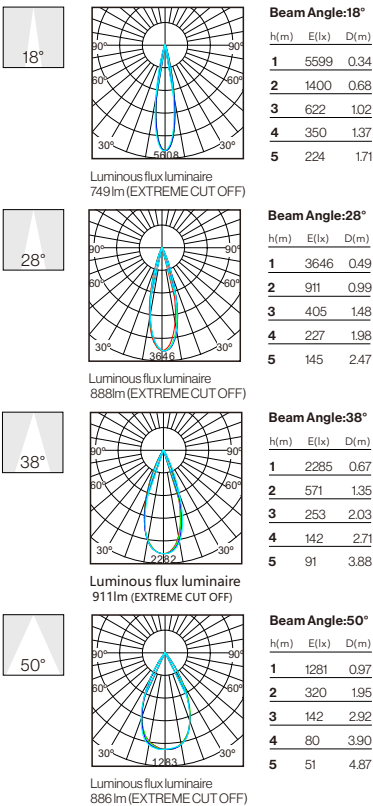 18°
90° 90°
60° 60°
30° 30°
5608
Luminous flux luminaire
749 lm (EXTREME CUT OFF)
Beam Angle:18°
h(m) E(lx) D(m)
1 5599 0.34
2 1400 0.68
3 622 1.02
4 350 1.37
5 224 1.71
28°
90° 90°
60° 60°
30° 30°
3646
Luminous flux luminaire
888lm (EXTREME CUT OFF)
Beam Angle:28°
h(m) E(lx) D(m)
1 3646 0.49
2 911 0.99
3 405 1.48
4 227 1.98
5 145 2.47
38°
90° 90°
60° 60°
30° 30°
2282
Luminous flux luminaire
911lm (EXTREME CUT OFF)
Beam Angle:38°
h(m) E(lx) D(m)
1 2285 0.67
2 571 1.35
3 253 2.03
4 142 2.71
5 91 3.88
50°
90° 90°
60° 60°
30° 30°
1283
Luminous flux luminaire
886 lm (EXTREME CUT OFF)
Beam Angle:50°
h(m) E(lx) D(m)
1 1281 0.97
2 320 1.95
3 142 2.92
4 80 3.90
5 51 4.87